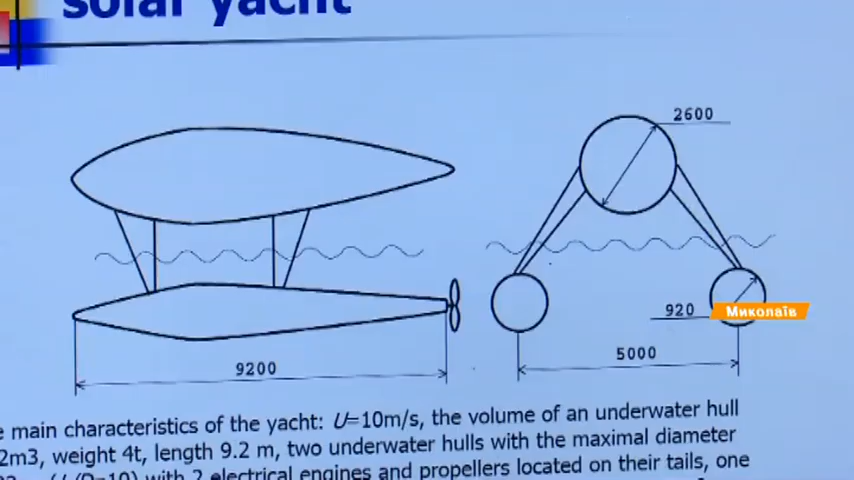 solar yacht
2600
920
Миколаїв
5000
9200
main characteristics of the yacht: U=10m/s, the volume of an underwater hull
2m3, weight 4t, length 9.2 m, two underwater hulls with the maximal diameter
with 2 electrical engines and propellers located on their tails, one